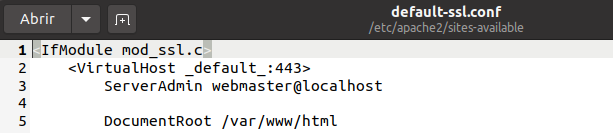 Abrir
default-ssl.conf
/etc/apache2/sites-available
1 <IfModule mod_ssl.c>
2     <VirtualHost _default_:443>
3         ServerAdmin webmaster@localhost
4
5         DocumentRoot /var/www/html